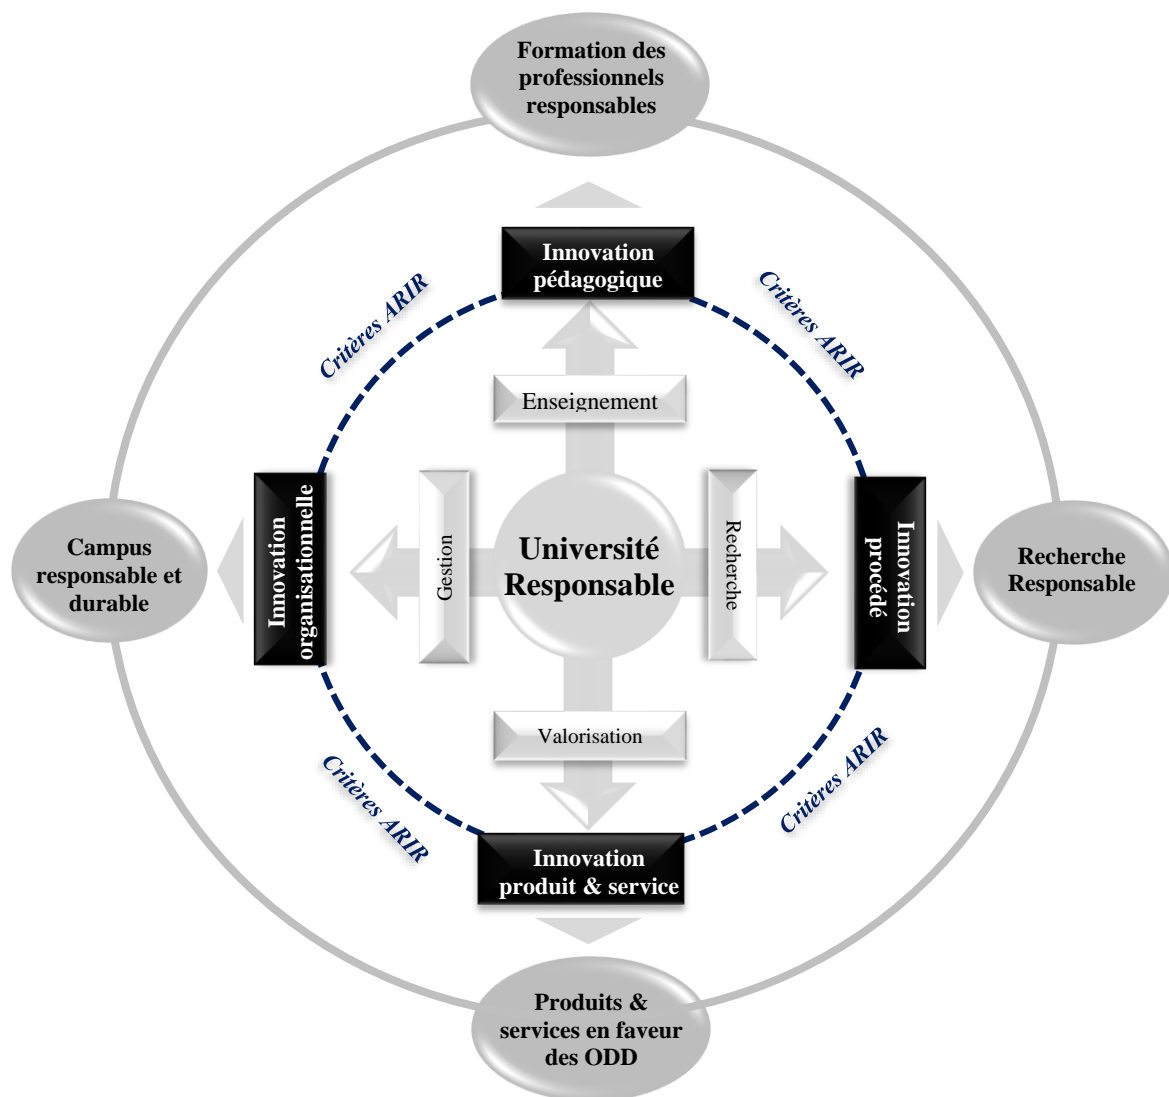 Formation des
professionnels
responsables
Innovation
pédagogique
Critères ARIR
Critères ARIR
Enseignement
Campus
responsable et
durable
Innovation
organisationnelle
Gestion
Université
Responsable
Recherche
Innovation
procédé
Recherche
Responsable
Valorisation
Critères ARIR
Critères ARIR
Innovation
produit & service
Produits &
services en faveur
des ODD